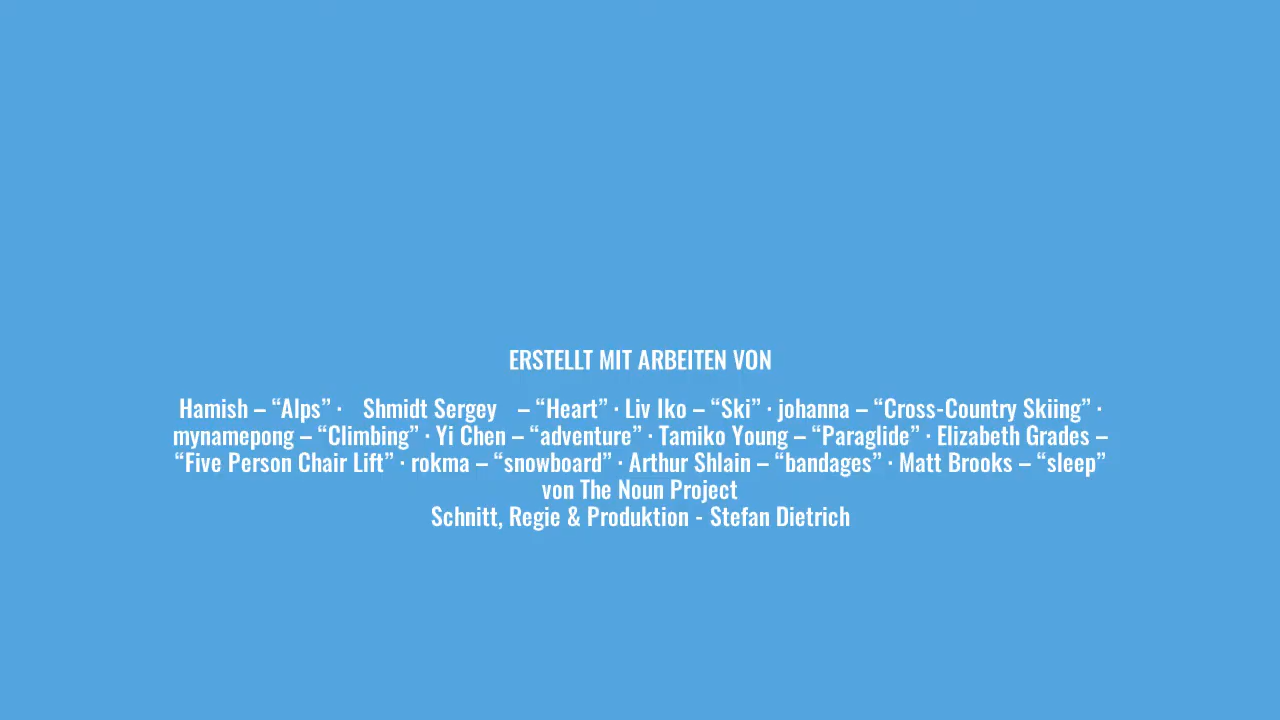 ERSTELLT MIT ARBEITEN VON
Hamish – “Alps” · Shmidt Sergey – “Heart” · Liv Iko – “Ski” · johanna – “Cross-Country Skiing” ·
mynamepong – “Climbing” · Yi Chen – “adventure” · Tamiko Young – “Paraglide” · Elizabeth Grades –
“Five Person Chair Lift” · rokma – “snowboard” · Arthur Shlain – “bandages” · Matt Brooks – “sleep”
von The Noun Project
Schnitt, Regie & Produktion - Stefan Dietrich